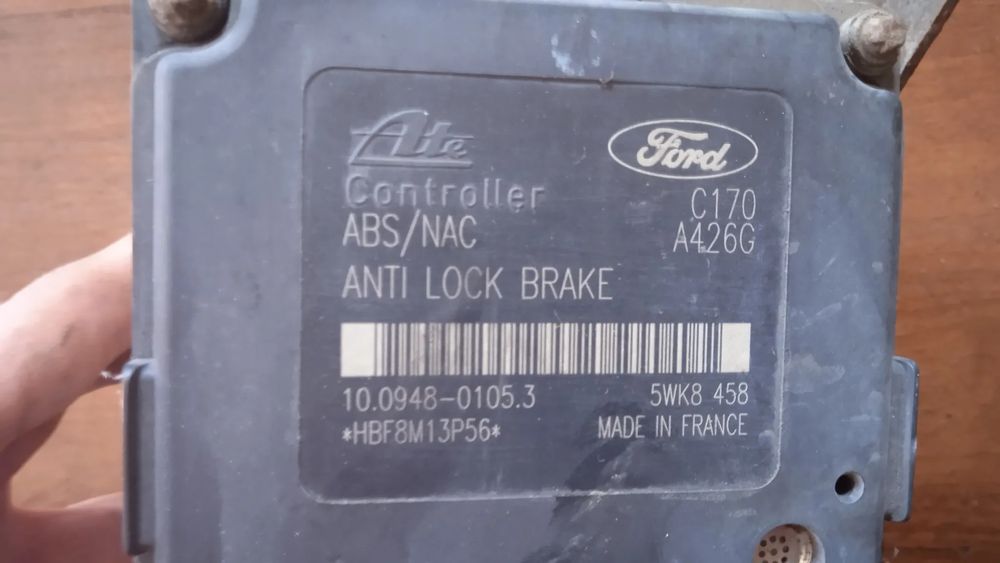 Ate
Ford
Controller
C170
ABS/NAC
A426G
ANTI LOCK BRAKE
10.0948-0105.3
5WK8 458
*HBF8M13P56*
MADE IN FRANCE